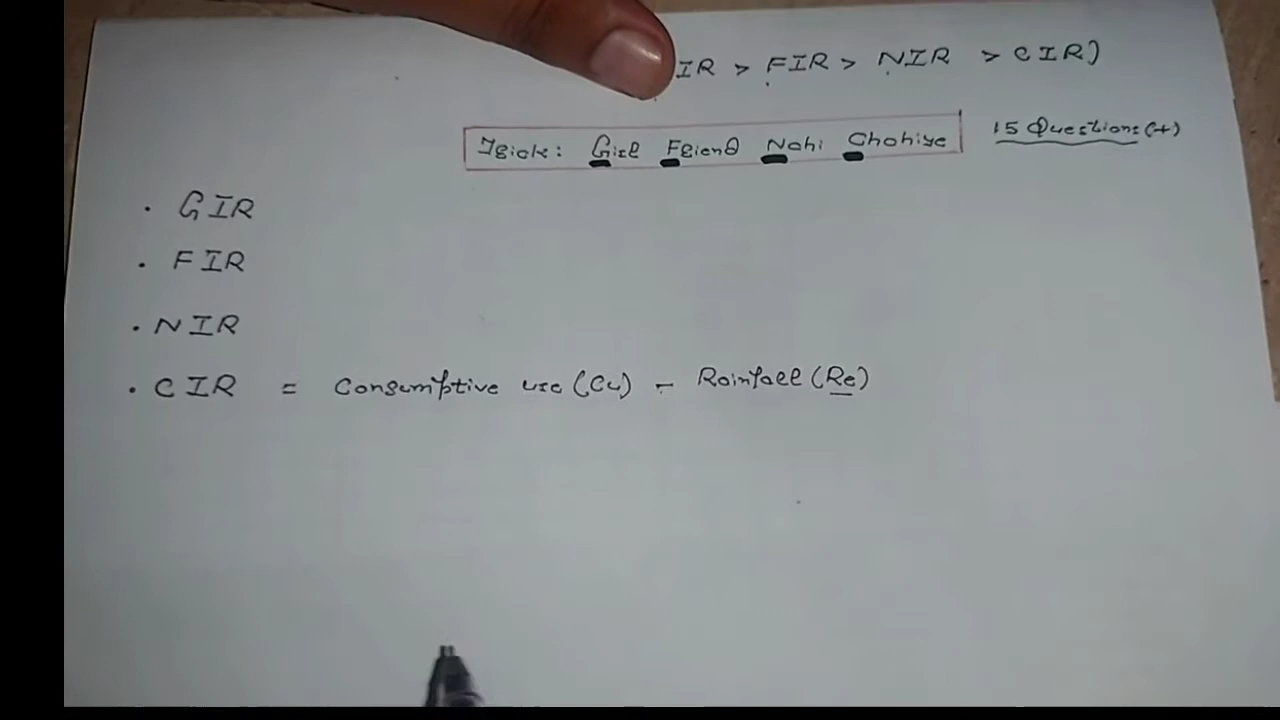 IR > FIR > NIR > CIR)
Trick: Girl Friend Nahi Chahiye
15 Questions (+)
• GIR
• FIR
• NIR
• CIR = Consumptive use (Cu) - Rainfall (Re)